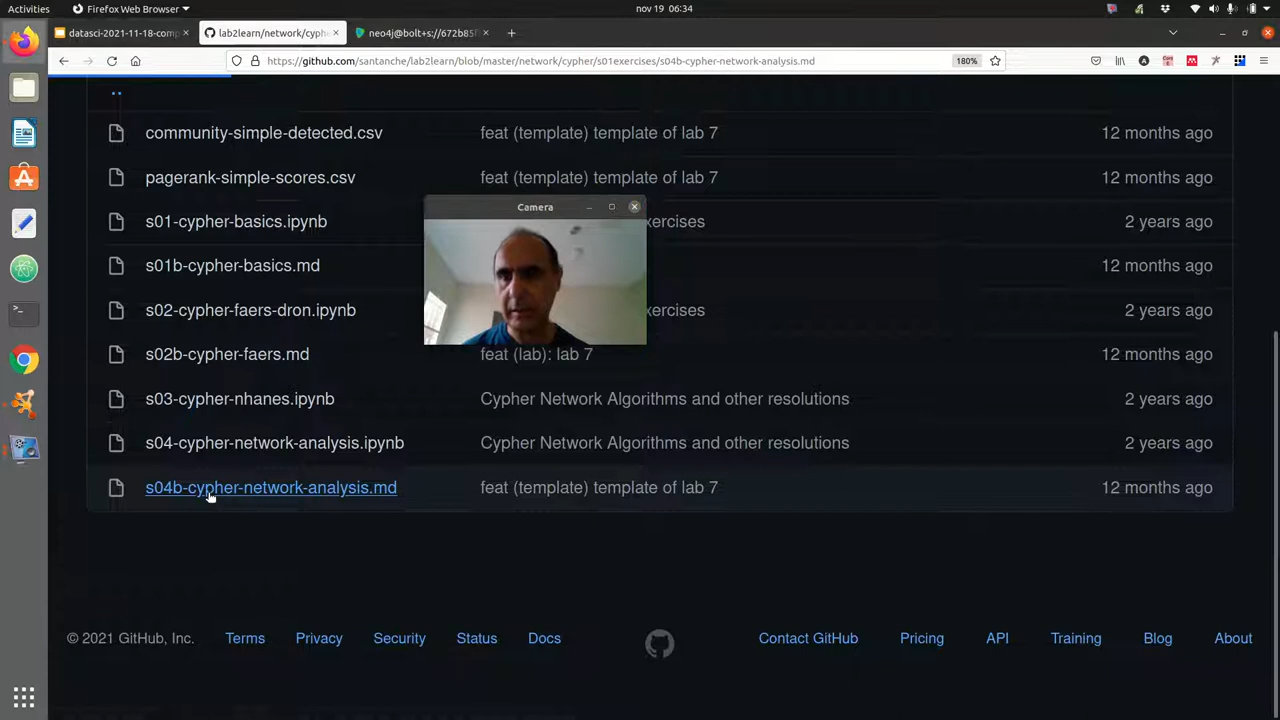 Activities
Firefox Web Browser
nov 19 06:34
datasci-2021-11-18-comp
lab2learn/network/cyphe
neo4j@bolt+s://672b85f
https://github.com/santanche/lab2learn/blob/master/network/cypher/s01exercises/s04b-cypher-network-analysis.md
180%
..
community-simple-detected.csv feat (template) template of lab 7 12 months ago
pagerank-simple-scores.csv feat (template) template of lab 7 12 months ago
Camera
s01-cypher-basics.ipynb xercises 2 years ago
s01b-cypher-basics.md 12 months ago
s02-cypher-faers-dron.ipynb xercises 2 years ago
s02b-cypher-faers.md feat (lab): lab 7 12 months ago
s03-cypher-nhanes.ipynb Cypher Network Algorithms and other resolutions 2 years ago
s04-cypher-network-analysis.ipynb Cypher Network Algorithms and other resolutions 2 years ago
s04b-cypher-network-analysis.md feat (template) template of lab 7 12 months ago
© 2021 GitHub, Inc. Terms Privacy Security Status Docs Contact GitHub Pricing API Training Blog About